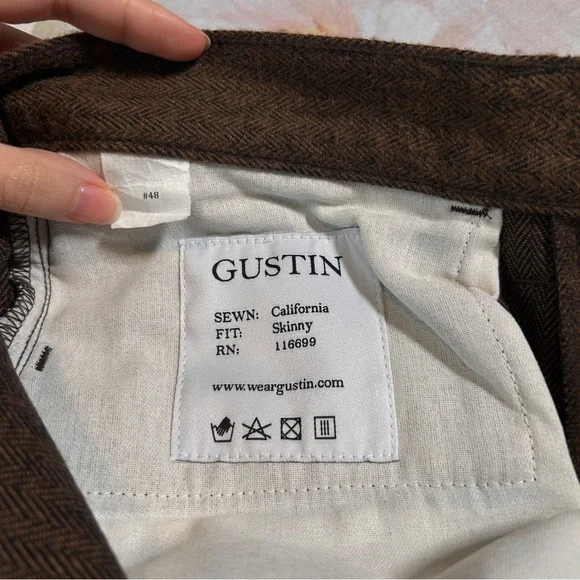 #48
GUSTIN
SEWN: California
FIT: Skinny
RN: 116699
www.weargustin.com